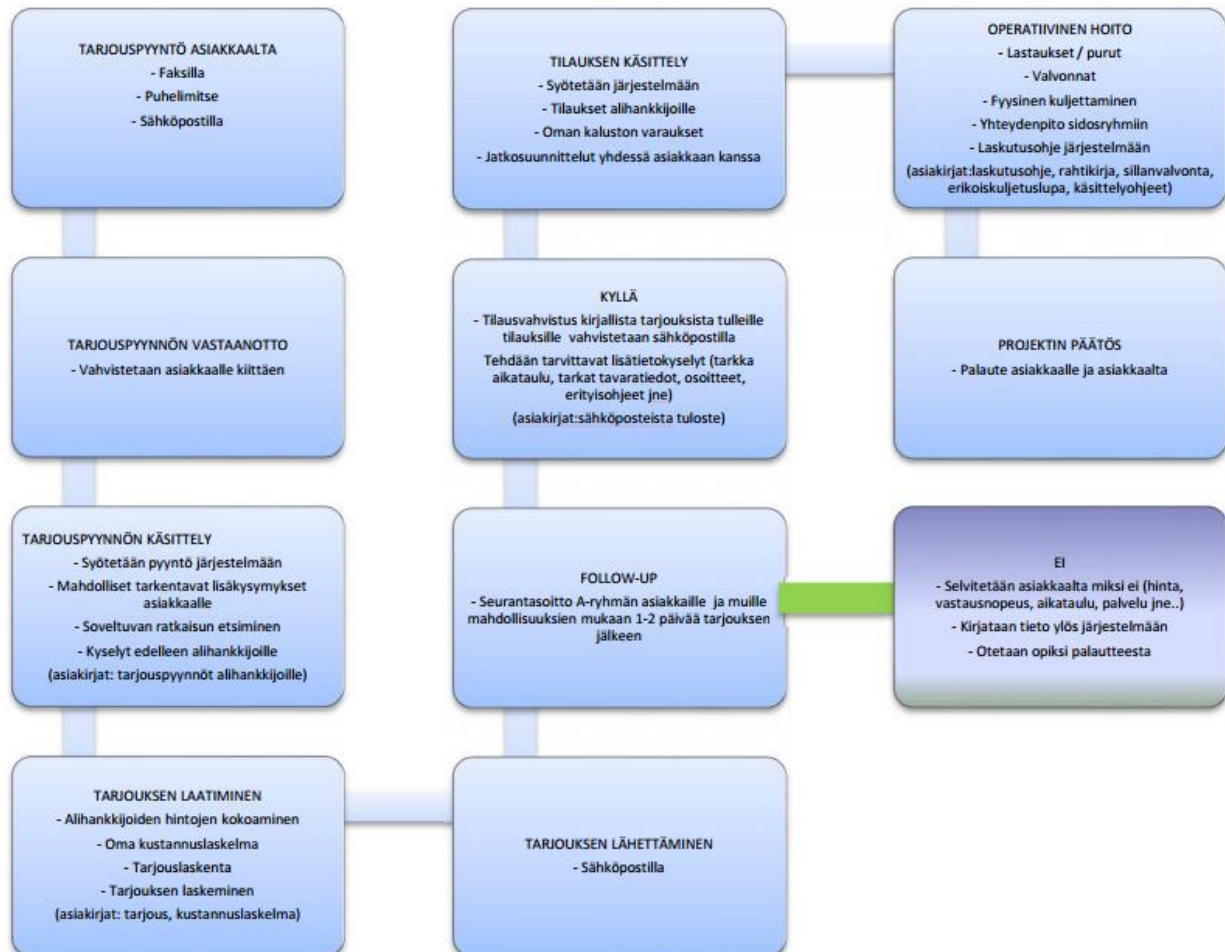 TARJOUSPYYNTÖ ASIAKKAALTA
- Faksilla
- Puhelimitse
- Sähköpostilla
TARJOUSPYYNNÖN VASTAANOTTO
- Vahvistetaan asiakkaalle kiittäen
TARJOUSPYYNNÖN KÄSITTELY
- Syötetään pyyntö järjestelmään
- Mahdolliset tarkentavat lisäkysymykset
asiakkaalle
- Soveltuvan ratkaisun etsiminen
- Kyselyt edelleen alihankkijoille
(asiakirjat: tarjouspyynnöt alihankkijoille)
TARJOUKSEN LAATIMINEN
- Alihankkijoiden hintojen kokoaminen
- Oma kustannuslaskelma
- Tarjouslaskenta
- Tarjouksen laskeminen
(asiakirjat: tarjous, kustannuslaskelma)
TARJOUKSEN LÄHETTÄMINEN
- Sähköpostilla
FOLLOW-UP
- Seurantasoitto A-ryhmän asiakkaille ja muille
mahdollisuuksien mukaan 1-2 päivää tarjouksen
jälkeen
KYLLÄ
- Tilausvahvistus kirjallista tarjouksista tulleille
tilauksille vahvistetaan sähköpostilla
Tehdään tarvittavat lisätietokyselyt (tarkka
aikataulu, tarkat tavaratiedot, osoitteet,
erityisohjeet jne)
(asiakirjat:sähköposteista tuloste)
TILAUKSEN KÄSITTELY
- Syötetään järjestelmään
- Tilaukset alihankkijoille
- Oman kaluston varaukset
- Jatkosuunnittelut yhdessä asiakkaan kanssa
OPERATIIVINEN HOITO
- Lastaukset / purut
- Valvonnat
- Fyysinen kuljettaminen
- Yhteydenpito sidosryhmiin
- Laskutusohje järjestelmään
(asiakirjat:laskutusohje, rahtikirja, sillanvalvonta,
erikoiskuljetuslupa, käsittelyohjeet)
PROJEKTIN PÄÄTÖS
- Palaute asiakkaalle ja asiakkaalta
EI
- Selvitetään asiakkaalta miksi ei (hinta,
vastausnopeus, aikataulu, palvelu jne..)
- Kirjataan tieto ylös järjestelmään
- Otetaan opiksi palautteesta